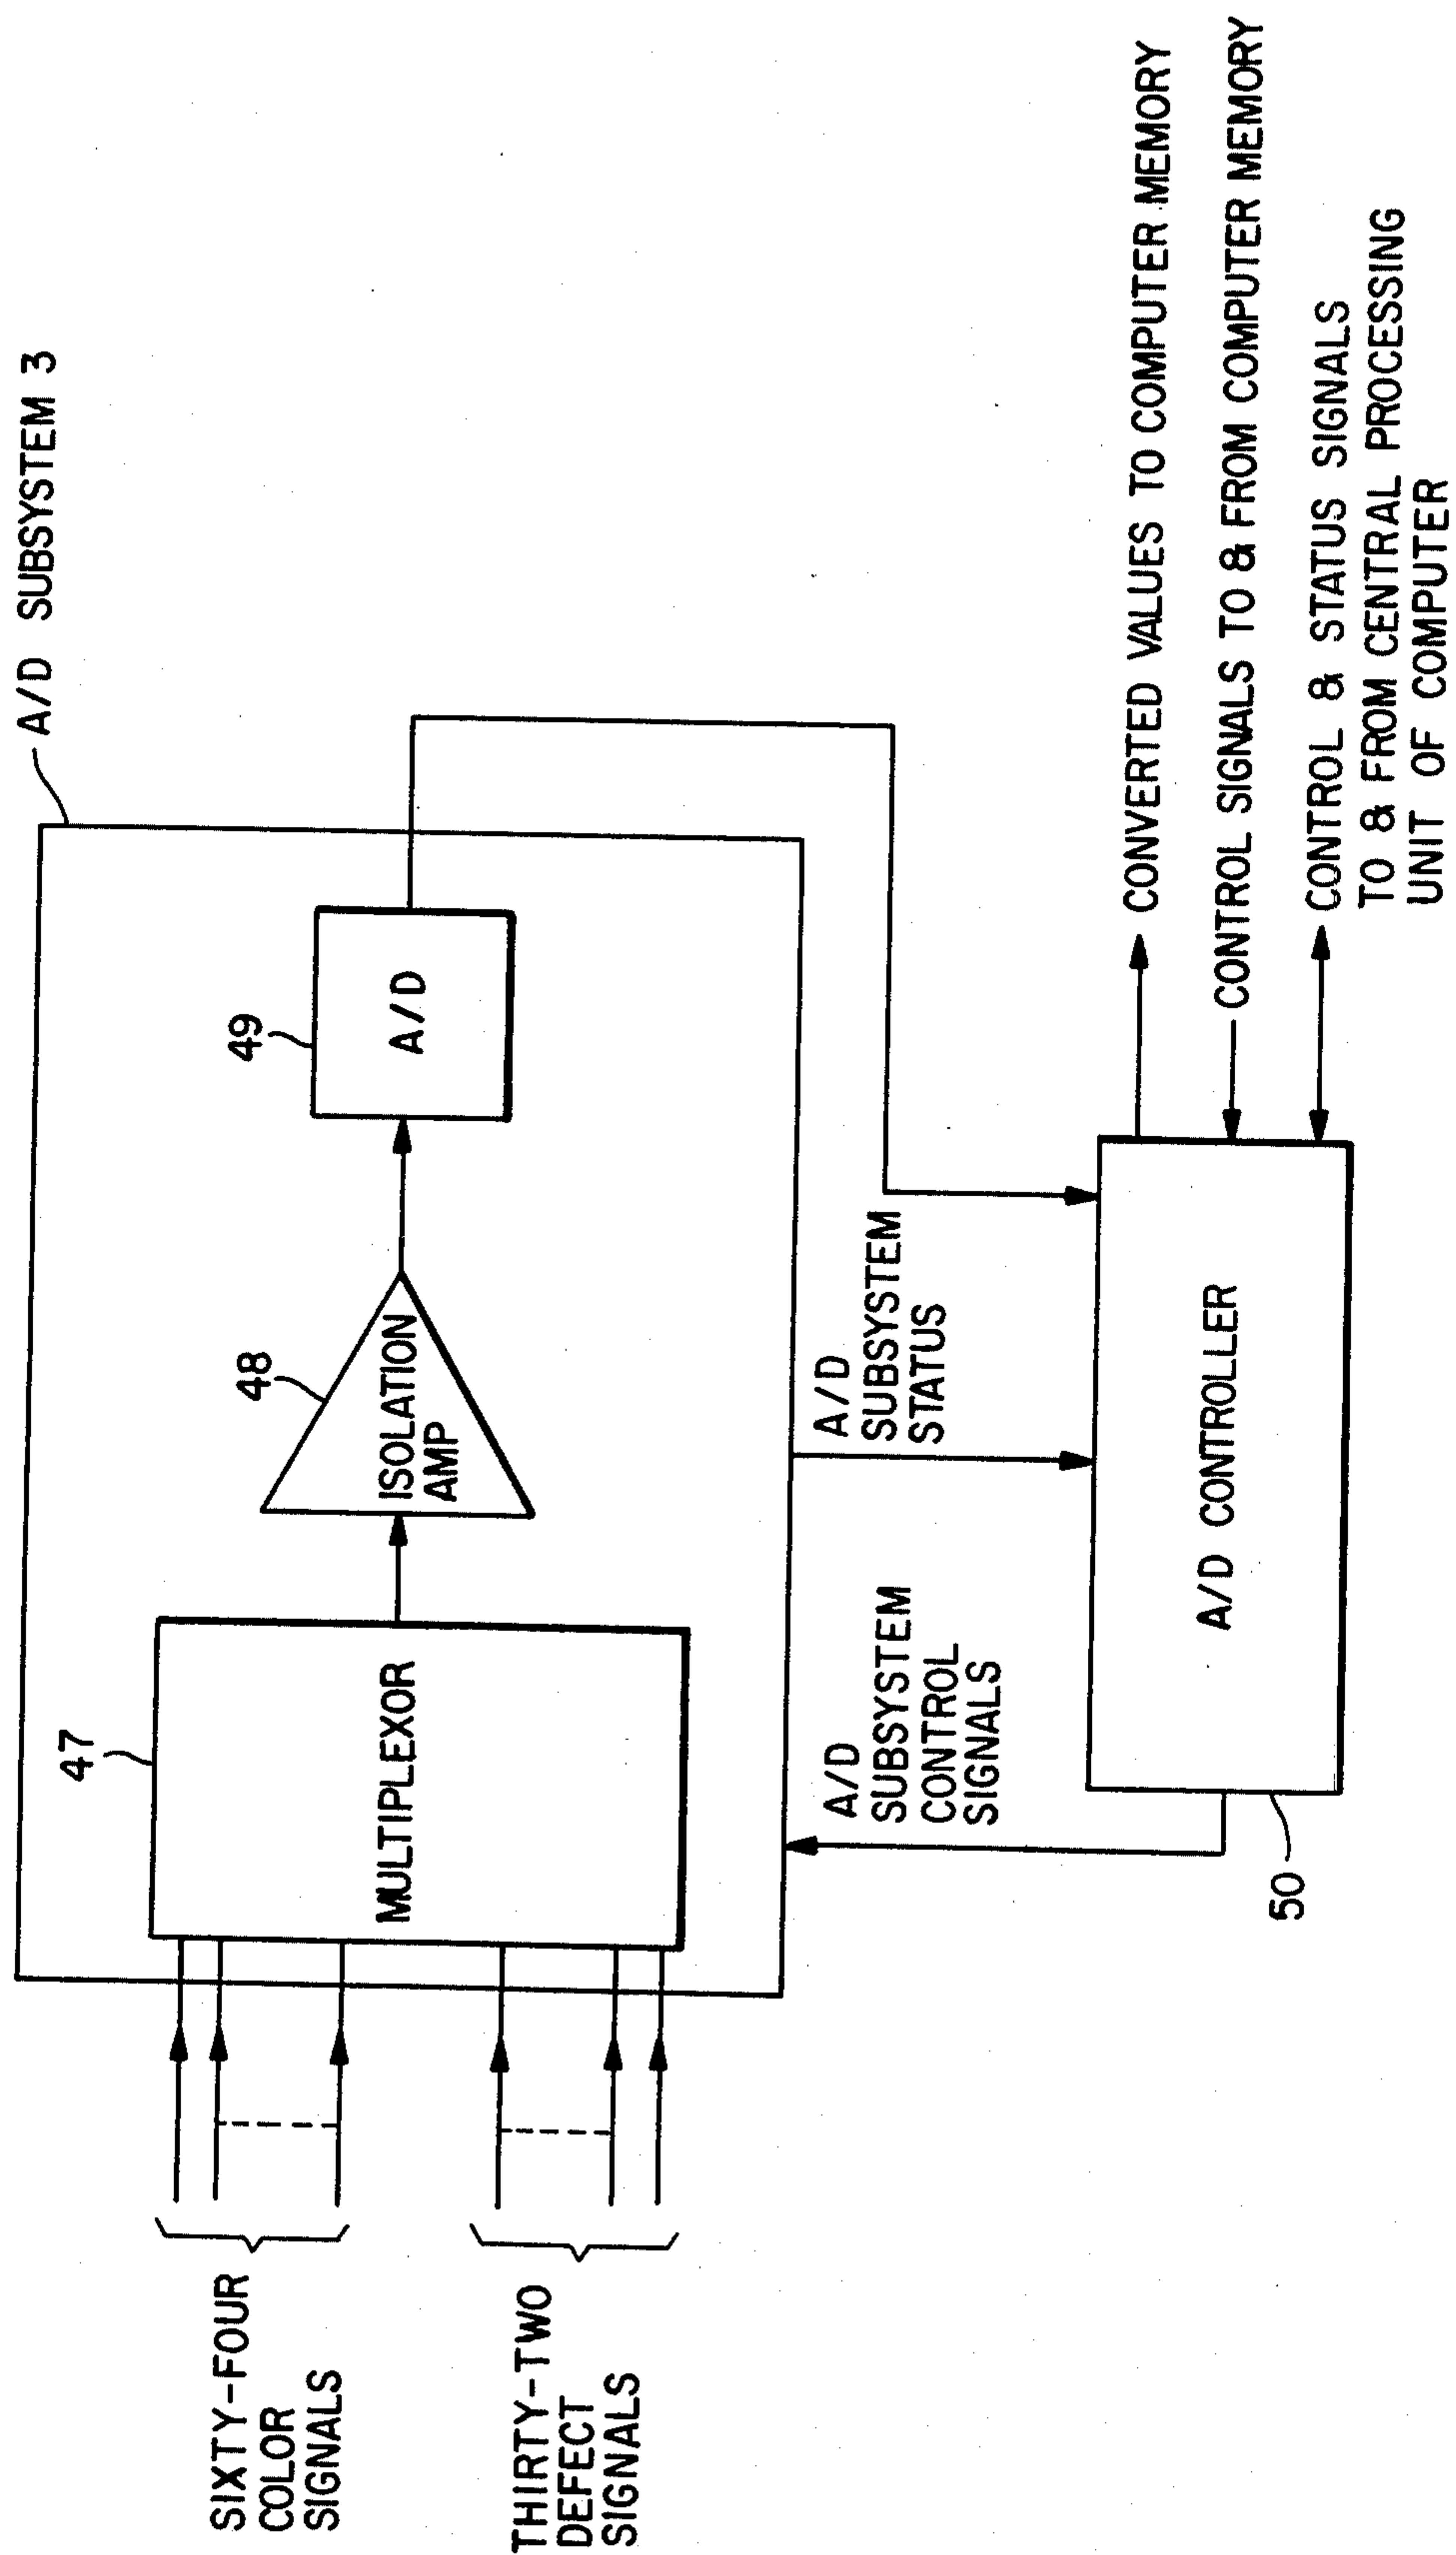 A/D SUBSYSTEM 3
47
48
49
MULTIPLEXOR
ISOLATION
AMP
A/D
SIXTY-FOUR
COLOR
SIGNALS
THIRTY-TWO
DEFECT
SIGNALS
A/D
SUBSYSTEM
CONTROL
SIGNALS
A/D
SUBSYSTEM
STATUS
A/D CONTROLLER
50
CONVERTED VALUES TO COMPUTER MEMORY
CONTROL SIGNALS TO & FROM COMPUTER MEMORY
CONTROL & STATUS SIGNALS
TO & FROM CENTRAL PROCESSING
UNIT OF COMPUTER